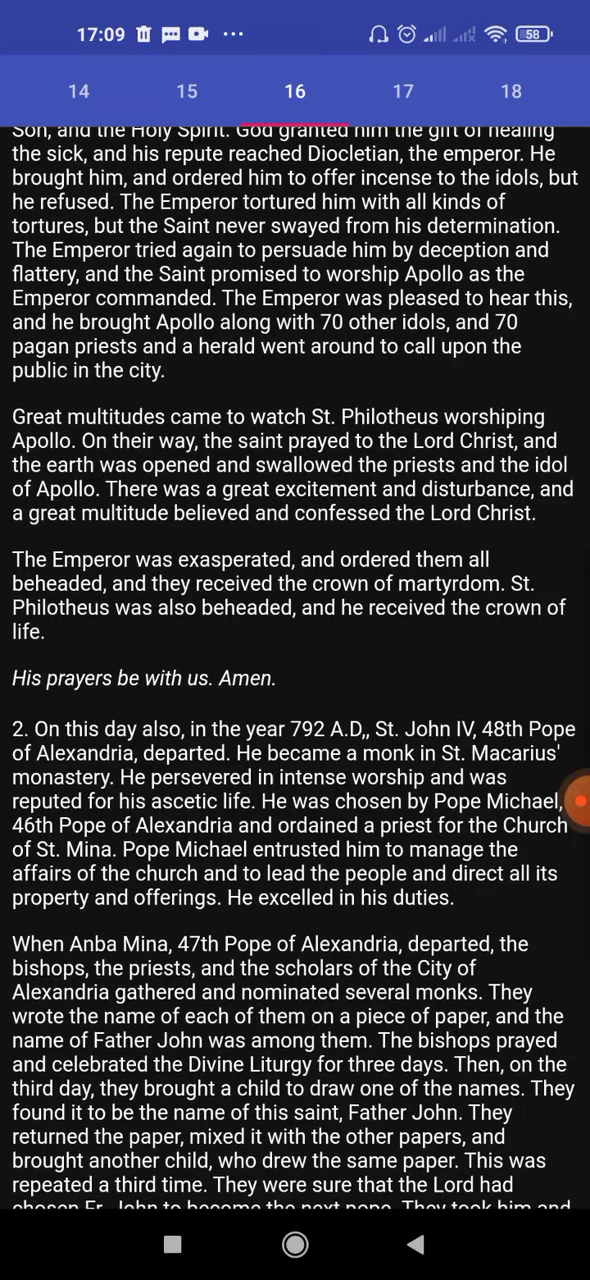 17:09
58
14 15 16 17 18
Son, and the Holy Spirit. God granted him the gift of healing
the sick, and his repute reached Diocletian, the emperor. He
brought him, and ordered him to offer incense to the idols, but
he refused. The Emperor tortured him with all kinds of
tortures, but the Saint never swayed from his determination.
The Emperor tried again to persuade him by deception and
flattery, and the Saint promised to worship Apollo as the
Emperor commanded. The Emperor was pleased to hear this,
and he brought Apollo along with 70 other idols, and 70
pagan priests and a herald went around to call upon the
public in the city.
Great multitudes came to watch St. Philotheus worshiping
Apollo. On their way, the saint prayed to the Lord Christ, and
the earth was opened and swallowed the priests and the idol
of Apollo. There was a great excitement and disturbance, and
a great multitude believed and confessed the Lord Christ.
The Emperor was exasperated, and ordered them all
beheaded, and they received the crown of martyrdom. St.
Philotheus was also beheaded, and he received the crown of
life.
His prayers be with us. Amen.
2. On this day also, in the year 792 A.D,, St. John IV, 48th Pope
of Alexandria, departed. He became a monk in St. Macarius'
monastery. He persevered in intense worship and was
reputed for his ascetic life. He was chosen by Pope Michael,
46th Pope of Alexandria and ordained a priest for the Church
of St. Mina. Pope Michael entrusted him to manage the
affairs of the church and to lead the people and direct all its
property and offerings. He excelled in his duties.
When Anba Mina, 47th Pope of Alexandria, departed, the
bishops, the priests, and the scholars of the City of
Alexandria gathered and nominated several monks. They
wrote the name of each of them on a piece of paper, and the
name of Father John was among them. The bishops prayed
and celebrated the Divine Liturgy for three days. Then, on the
third day, they brought a child to draw one of the names. They
found it to be the name of this saint, Father John. They
returned the paper, mixed it with the other papers, and
brought another child, who drew the same paper. This was
repeated a third time. They were sure that the Lord had
chosen Fr. John to become the next pope. They took him and